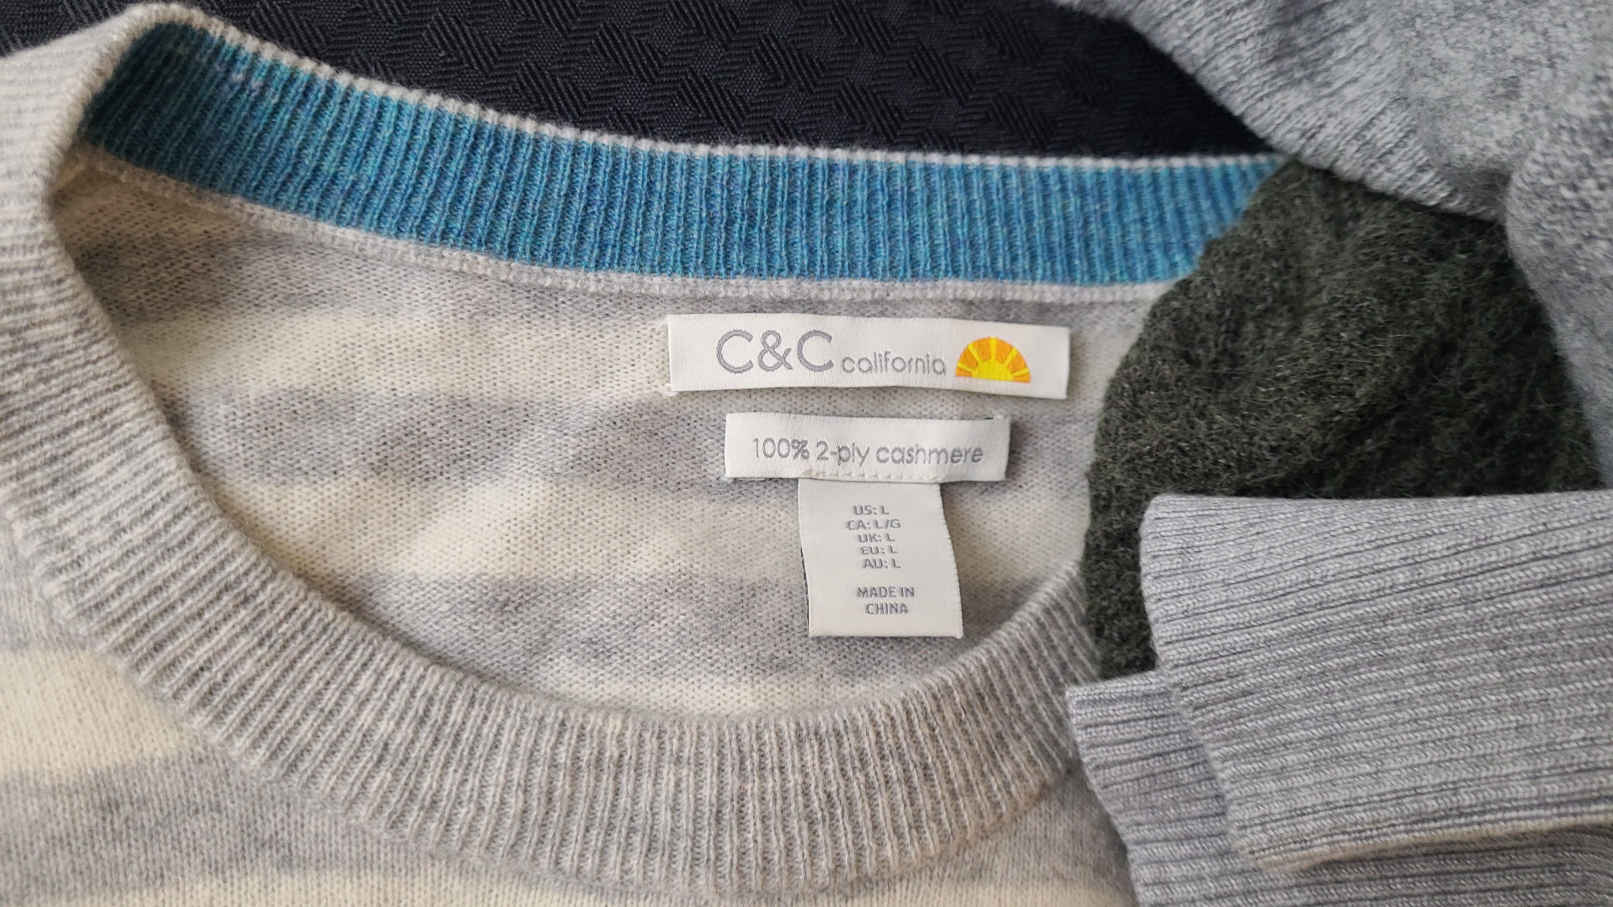 C&C california
100% 2-ply cashmere
US: L
CA: L/G
UK: L
EU: L
AU: L
MADE IN
CHINA